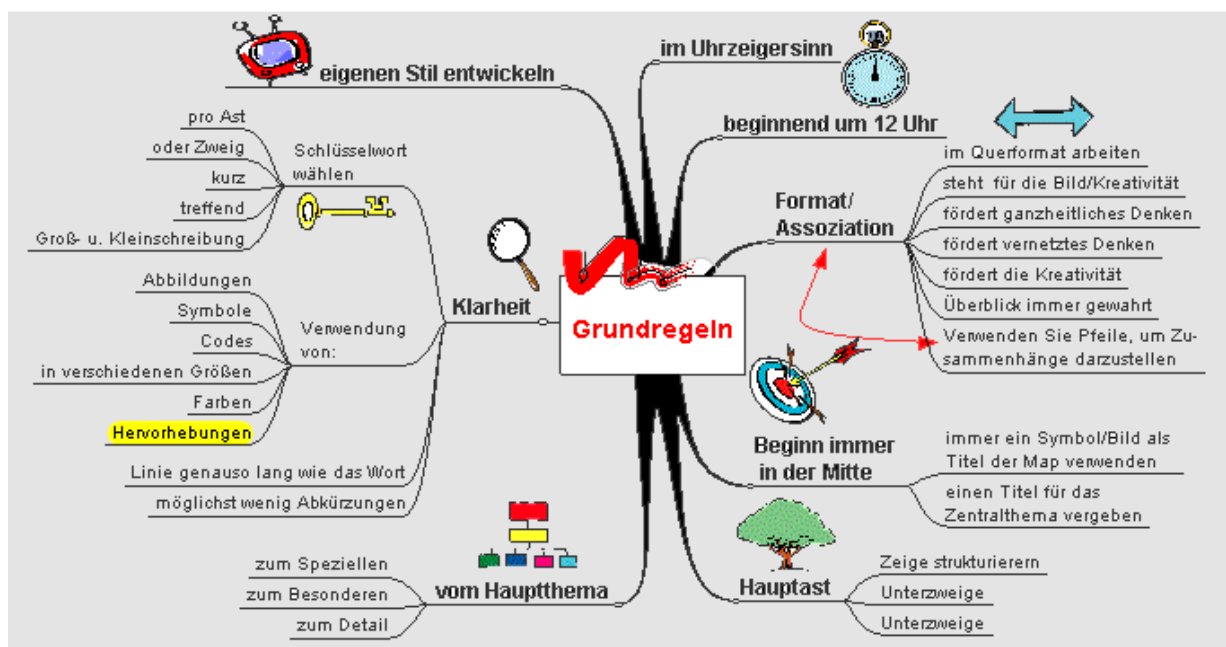 Grundregeln
im Uhrzeigersinn
beginnend um 12 Uhr
Format/
Assoziation
im Querformat arbeiten
steht für die Bild/Kreativität
fördert ganzheitliches Denken
fördert vernetztes Denken
fördert die Kreativität
Überblick immer gewahrt
Verwenden Sie Pfeile, um Zu-
sammenhänge darzustellen
Beginn immer
in der Mitte
immer ein Symbol/Bild als
Titel der Map verwenden
einen Titel für das
Zentralthema vergeben
Hauptast
Zeige strukturierern
Unterzweige
Unterzweige
vom Hauptthema
zum Speziellen
zum Besonderen
zum Detail
Klarheit
Schlüsselwort
wählen
pro Ast
oder Zweig
kurz
treffend
Groß- u. Kleinschreibung
Verwendung
von:
Abbildungen
Symbole
Codes
in verschiedenen Größen
Farben
Hervorhebungen
Linie genauso lang wie das Wort
möglichst wenig Abkürzungen
eigenen Stil entwickeln